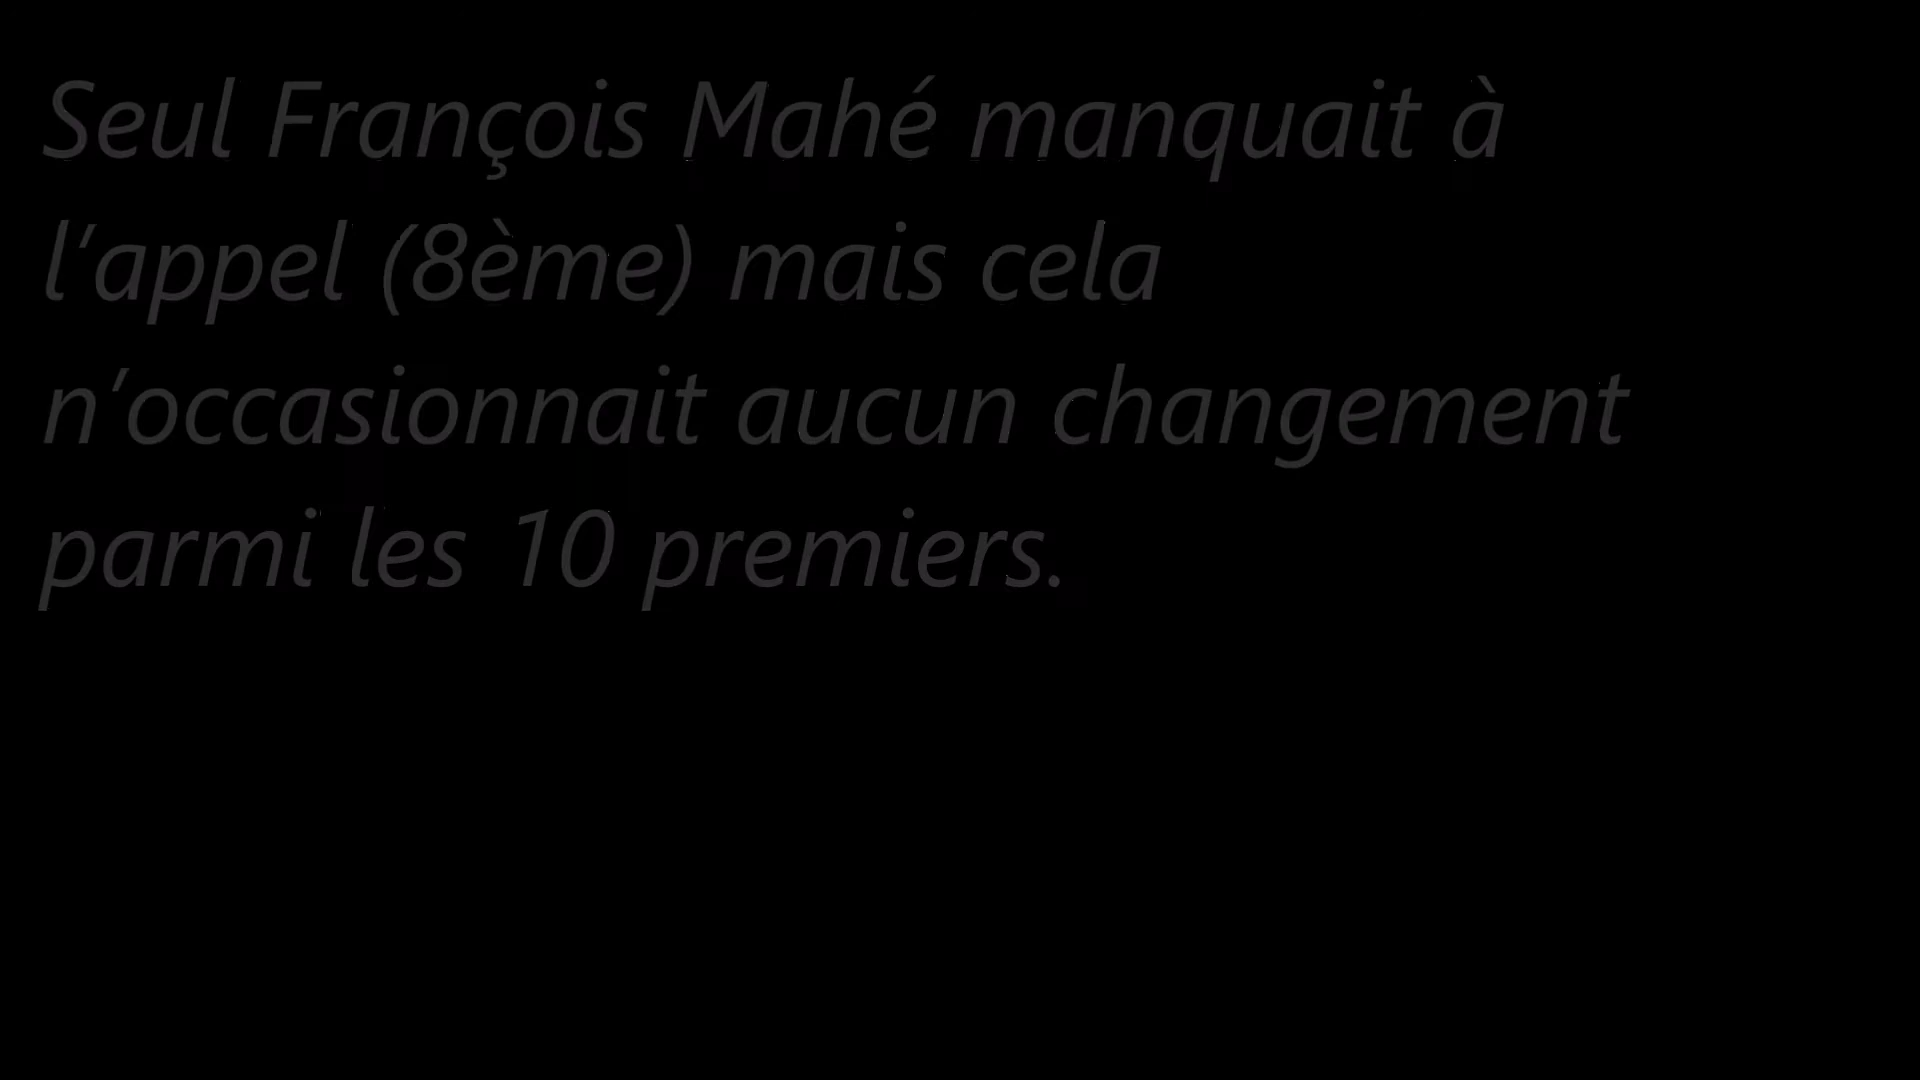 Seul François Mahé manquait à
l’appel (8ème) mais cela
n’occasionnait aucun changement
parmi les 10 premiers.